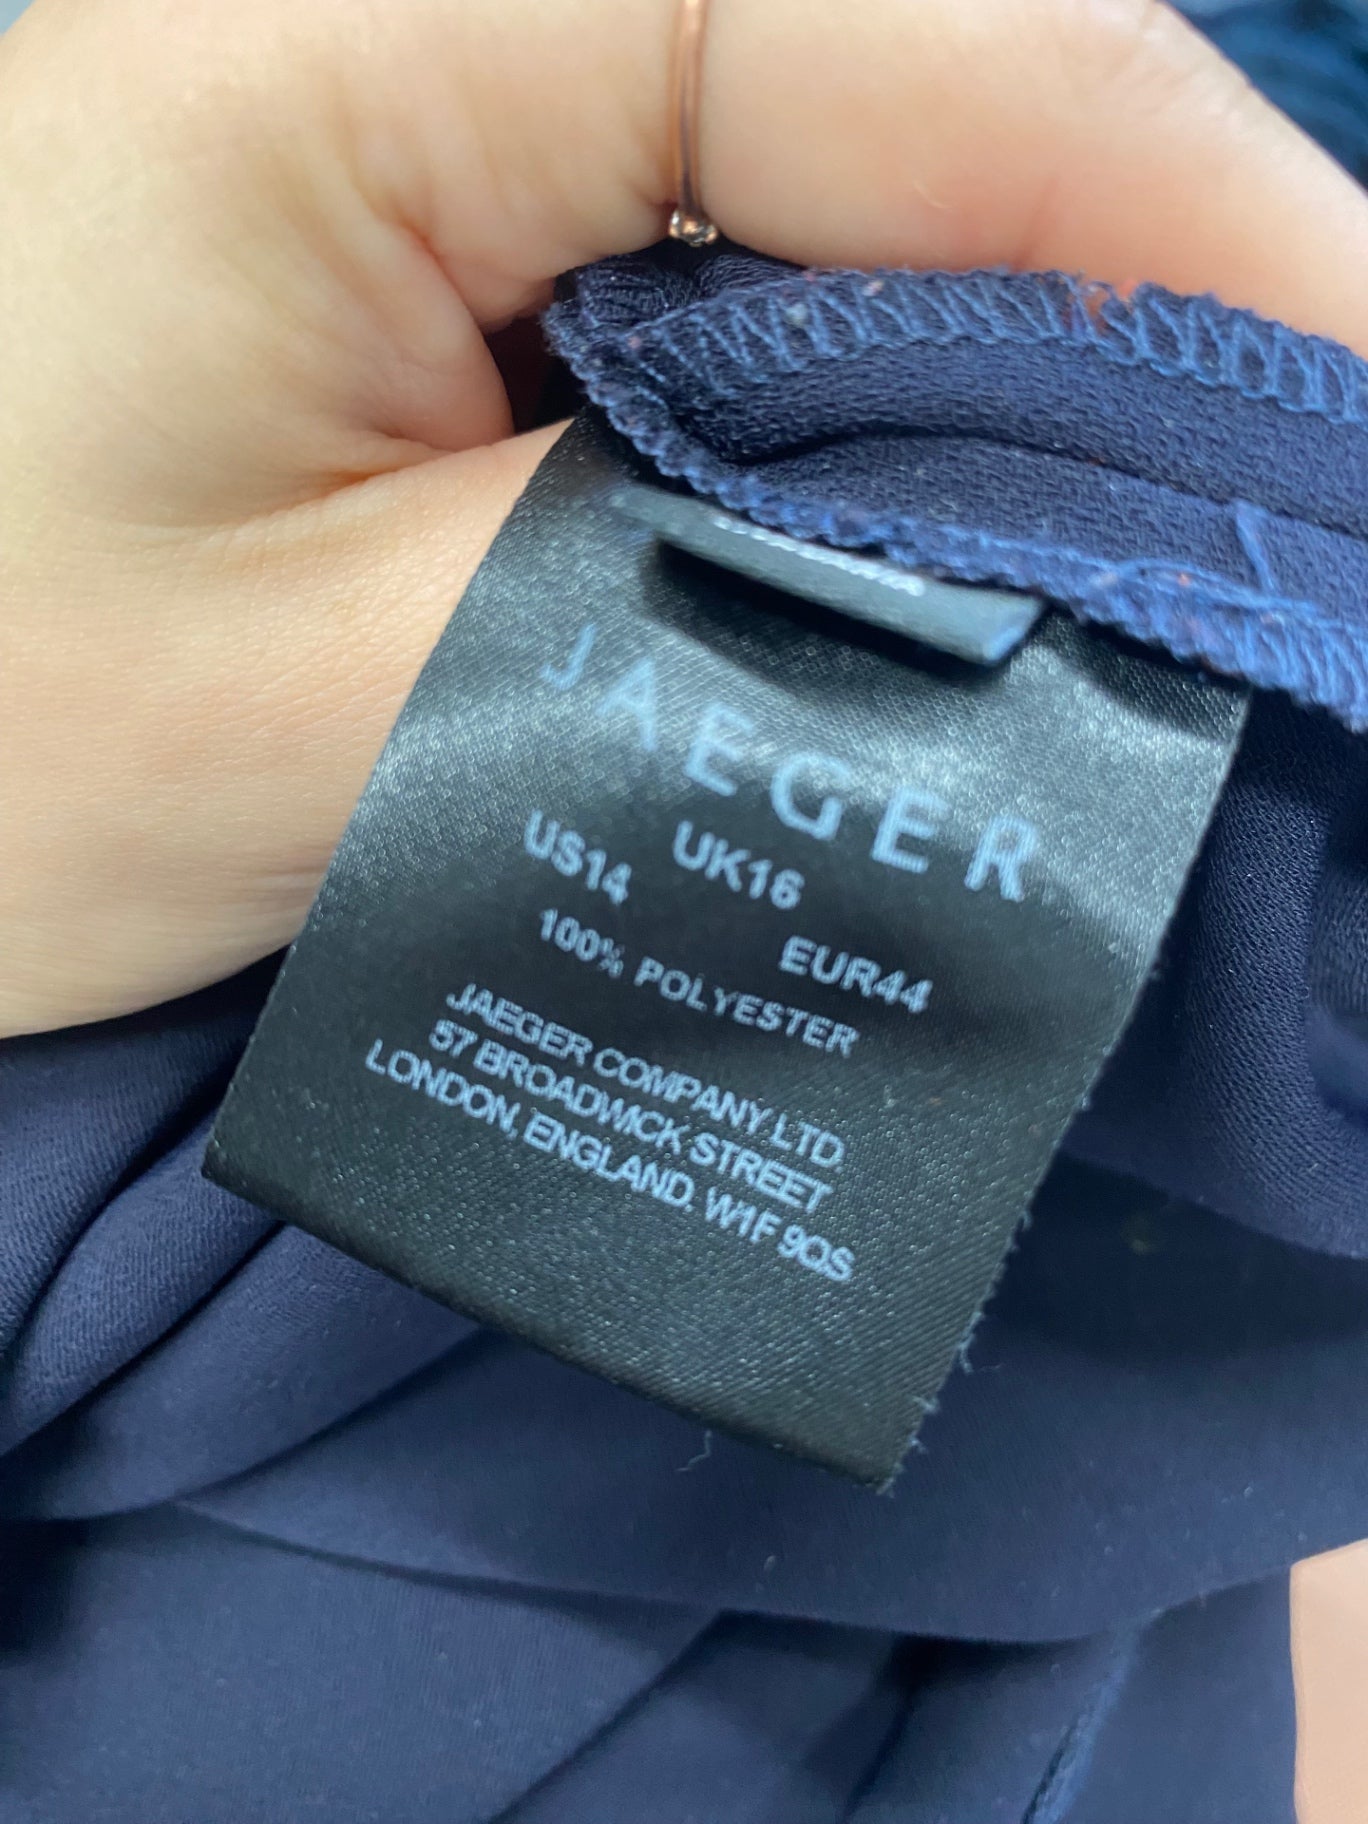 JAEGER
US14 UK16 EUR44
100% POLYESTER
JAEGER COMPANY LTD.
57 BROADWICK STREET
LONDON, ENGLAND. W1F 9QS